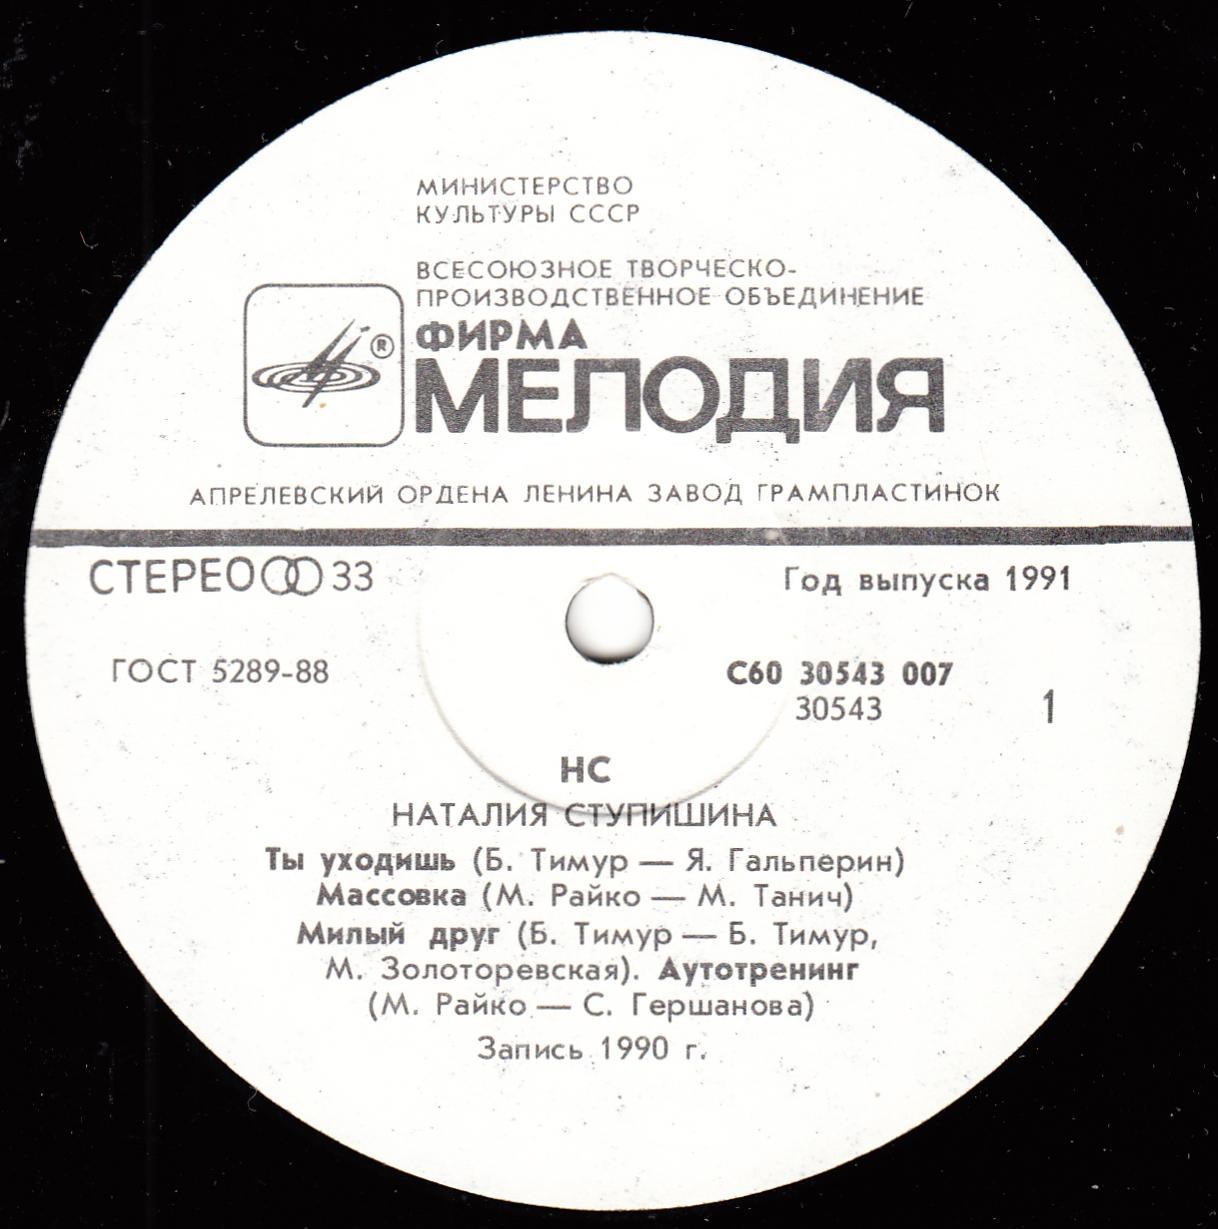 МИНИСТЕРСТВО
КУЛЬТУРЫ СССР
ВСЕСОЮЗНОЕ ТВОРЧЕСКО-
ПРОИЗВОДСТВЕННОЕ ОБЪЕДИНЕНИЕ
ФИРМА
®
МЕЛОДИЯ
АПРЕЛЕВСКИЙ ОРДЕНА ЛЕНИНА ЗАВОД ГРАМПЛАСТИНОК
СТЕРЕО 33
Год выпуска 1991
ГОСТ 5289-88
С60 30543 007
30543
1
НС
НАТАЛИЯ СТУПИШИНА
Ты уходишь (Б. Тимур — Я. Гальперин)
Массовка (М. Райко — М. Танич)
Милый друг (Б. Тимур — Б. Тимур,
М. Золоторевская). Аутотренинг
(М. Райко — С. Гершанова)
Запись 1990 г.